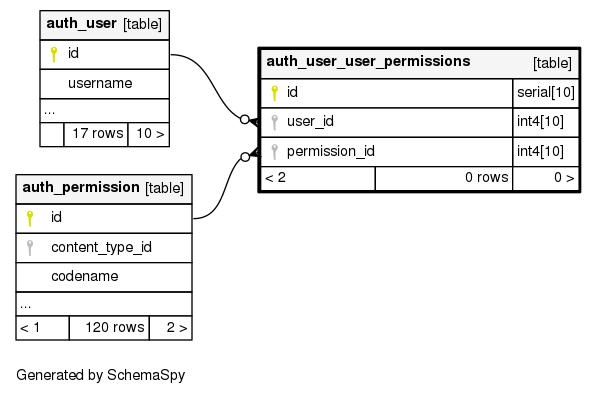 auth_user [table]
id
username
...
17 rows 10 >
auth_user_user_permissions [table]
id serial[10]
user_id int4[10]
permission_id int4[10]
< 2 0 rows 0 >
auth_permission [table]
id
content_type_id
codename
...
< 1 120 rows 2 >
Generated by SchemaSpy